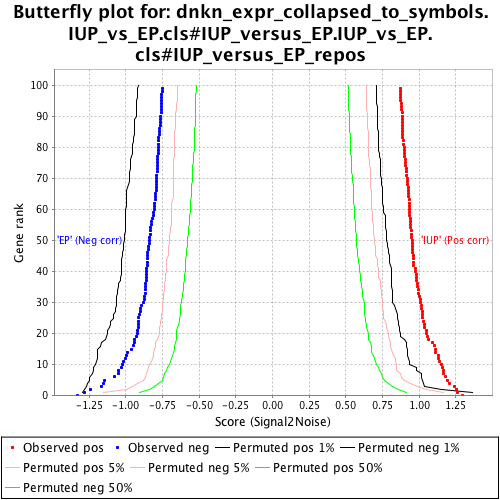 Butterfly plot for: dnkn_expr_collapsed_to_symbols.
IUP_vs_EP.cls#IUP_versus_EP.IUP_vs_EP.
cls#IUP_versus_EP_repos
Gene rank
100
90
80
70
60
50
40
30
20
10
0
'EP' (Neg corr)
'IUP' (Pos corr)
-1.25 -1.00 -0.75 -0.50 -0.25 0.00 0.25 0.50 0.75 1.00 1.25
Score (Signal2Noise)
Observed pos Observed neg Permuted pos 1% Permuted neg 1%
Permuted pos 5% Permuted neg 5% Permuted pos 50%
Permuted neg 50%